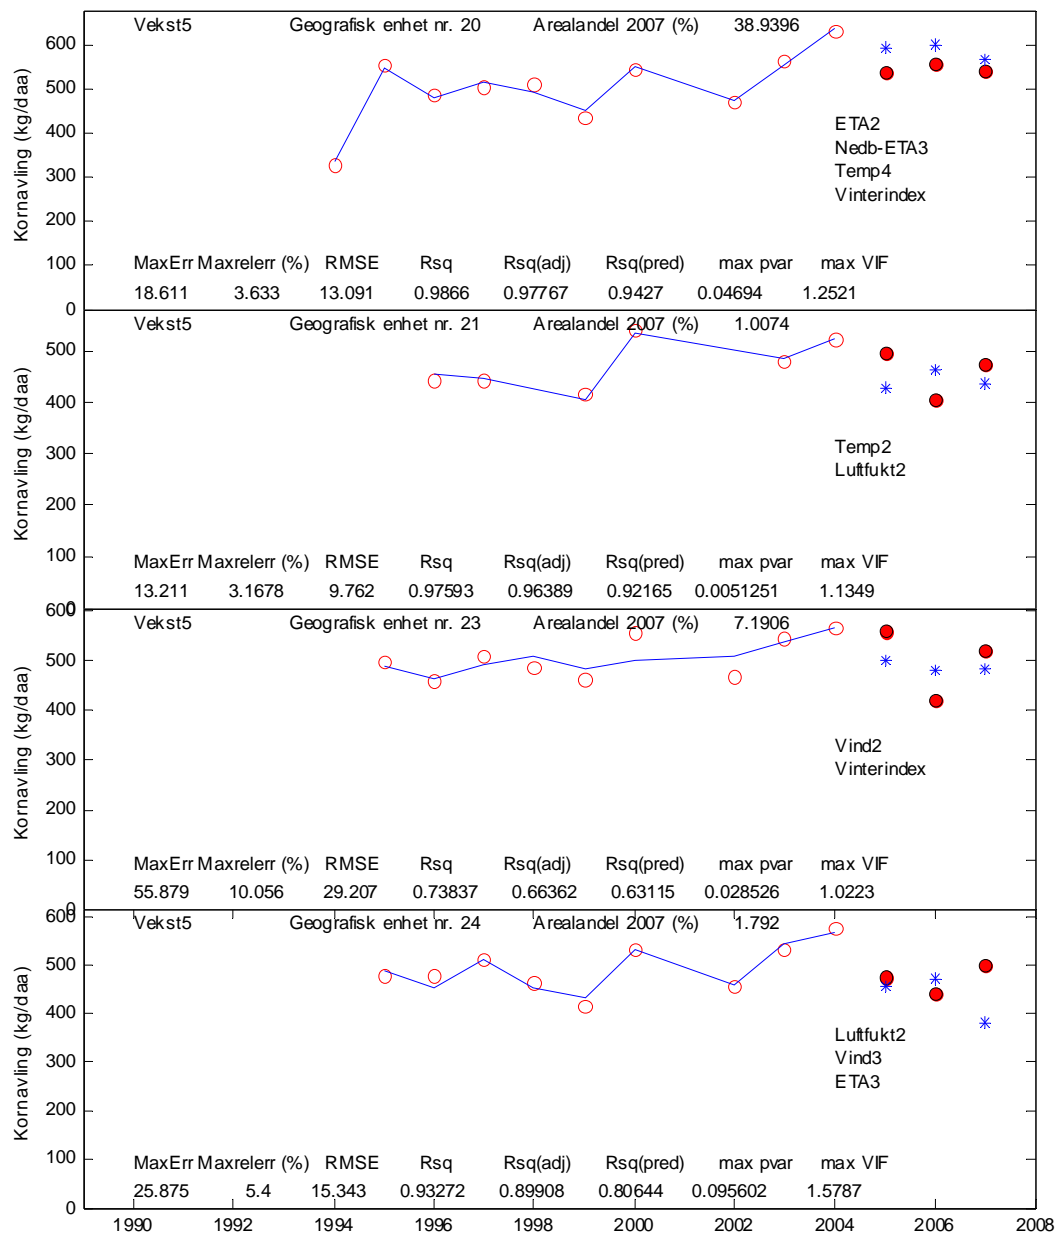 Vekst5 Geografisk enhet nr. 20 Arealandel 2007 (%) 38.9396
600
500
400
300
200
100
0
Kornavling (kg/daa)
ETA2
Nedb-ETA3
Temp4
Vinterindex
MaxErr Maxrelerr (%) RMSE Rsq Rsq(adj) Rsq(pred) max pvar max VIF
18.611 3.633 13.091 0.9866 0.97767 0.9427 0.04694 1.2521
Vekst5 Geografisk enhet nr. 21 Arealandel 2007 (%) 1.0074
500
400
300
200
100
0
Kornavling (kg/daa)
Temp2
Luftfukt2
MaxErr Maxrelerr (%) RMSE Rsq Rsq(adj) Rsq(pred) max pvar max VIF
13.211 3.1678 9.762 0.97593 0.96389 0.92165 0.0051251 1.1349
Vekst5 Geografisk enhet nr. 23 Arealandel 2007 (%) 7.1906
600
500
400
300
200
100
0
Kornavling (kg/daa)
Vind2
Vinterindex
MaxErr Maxrelerr (%) RMSE Rsq Rsq(adj) Rsq(pred) max pvar max VIF
55.879 10.056 29.207 0.73837 0.66362 0.63115 0.028526 1.0223
Vekst5 Geografisk enhet nr. 24 Arealandel 2007 (%) 1.792
600
500
400
300
200
100
0
Kornavling (kg/daa)
Luftfukt2
Vind3
ETA3
MaxErr Maxrelerr (%) RMSE Rsq Rsq(adj) Rsq(pred) max pvar max VIF
25.875 5.4 15.343 0.93272 0.89908 0.80644 0.095602 1.5787
1990 1992 1994 1996 1998 2000 2002 2004 2006 2008